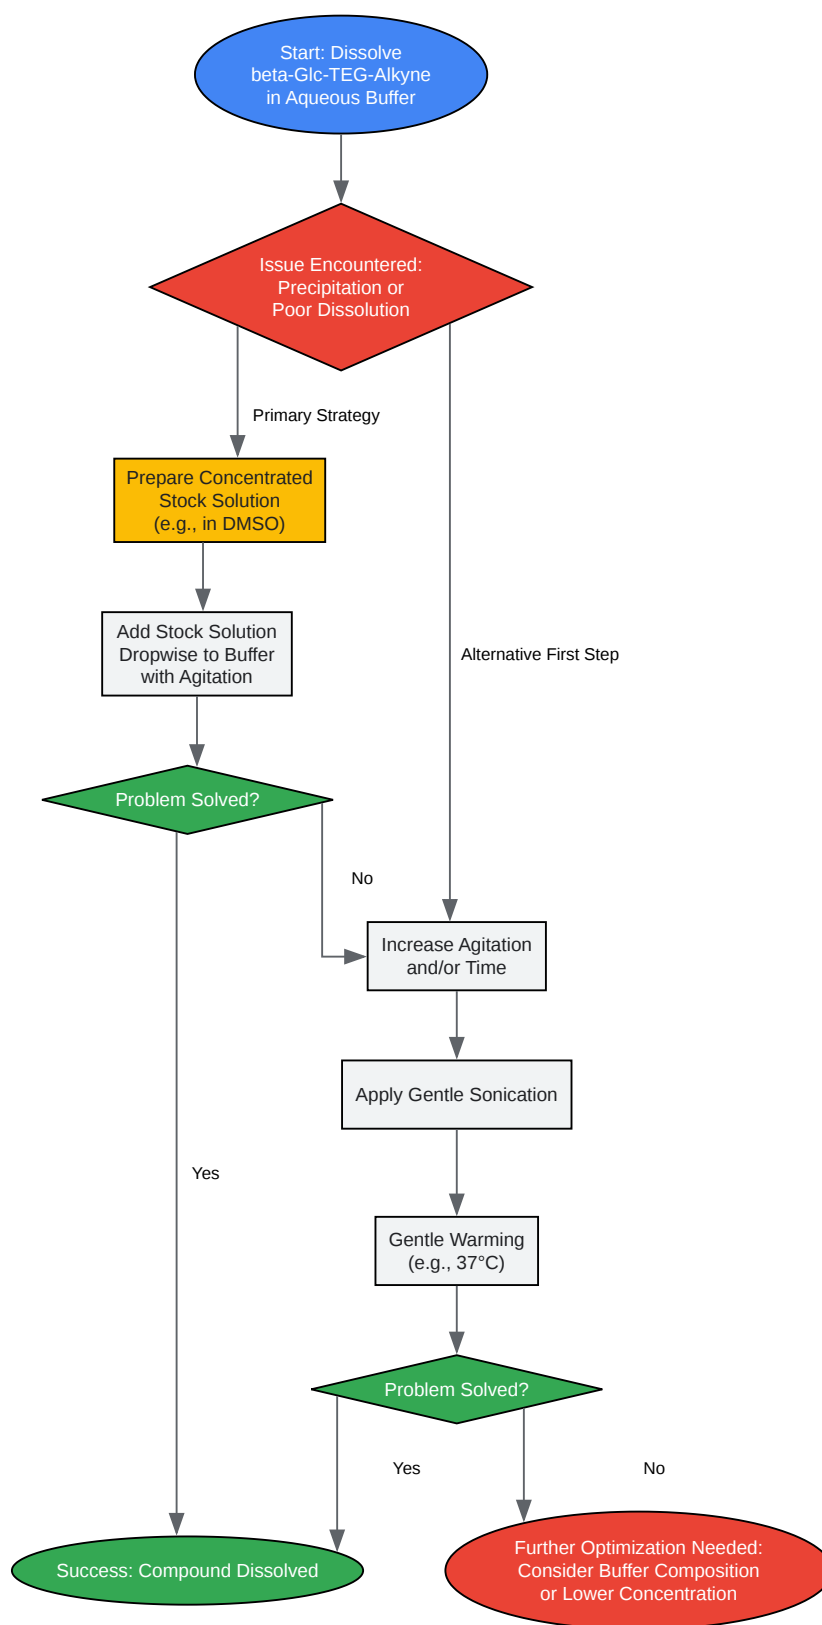 Start: Dissolve
beta-Glc-TEG-Alkyne
in Aqueous Buffer
Issue Encountered:
Precipitation or
Poor Dissolution
Primary Strategy
Prepare Concentrated
Stock Solution
(e.g., in DMSO)
Add Stock Solution
Dropwise to Buffer
with Agitation
Alternative First Step
Problem Solved?
No
Increase Agitation
and/or Time
Apply Gentle Sonication
Yes
Gentle Warming
(e.g., 37°C)
Problem Solved?
Yes
No
Success: Compound Dissolved
Further Optimization Needed:
Consider Buffer Composition
or Lower Concentration